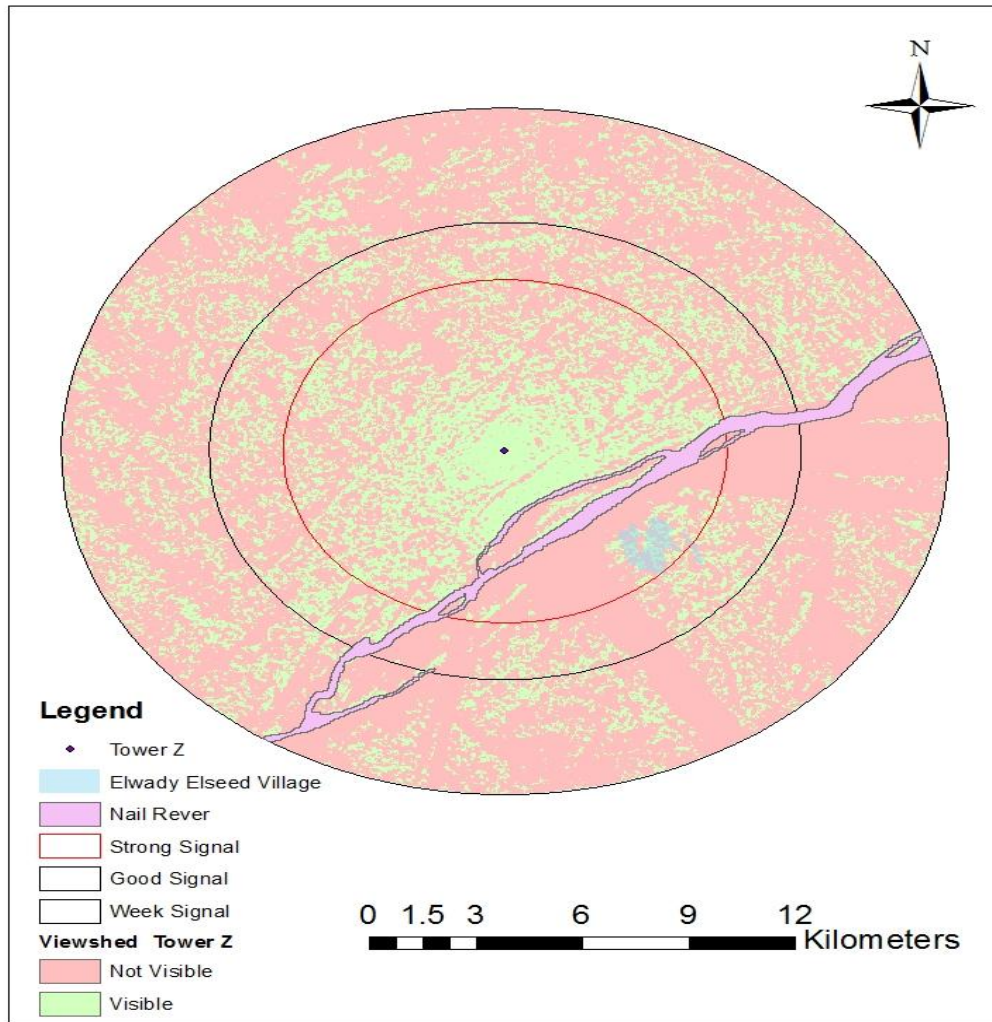 N
Legend
Tower Z
Elwady Elseed Village
Nail Rever
Strong Signal
Good Signal
Week Signal
Viewshed Tower Z
Not Visible
Visible
0 1.5 3 6 9 12
Kilometers